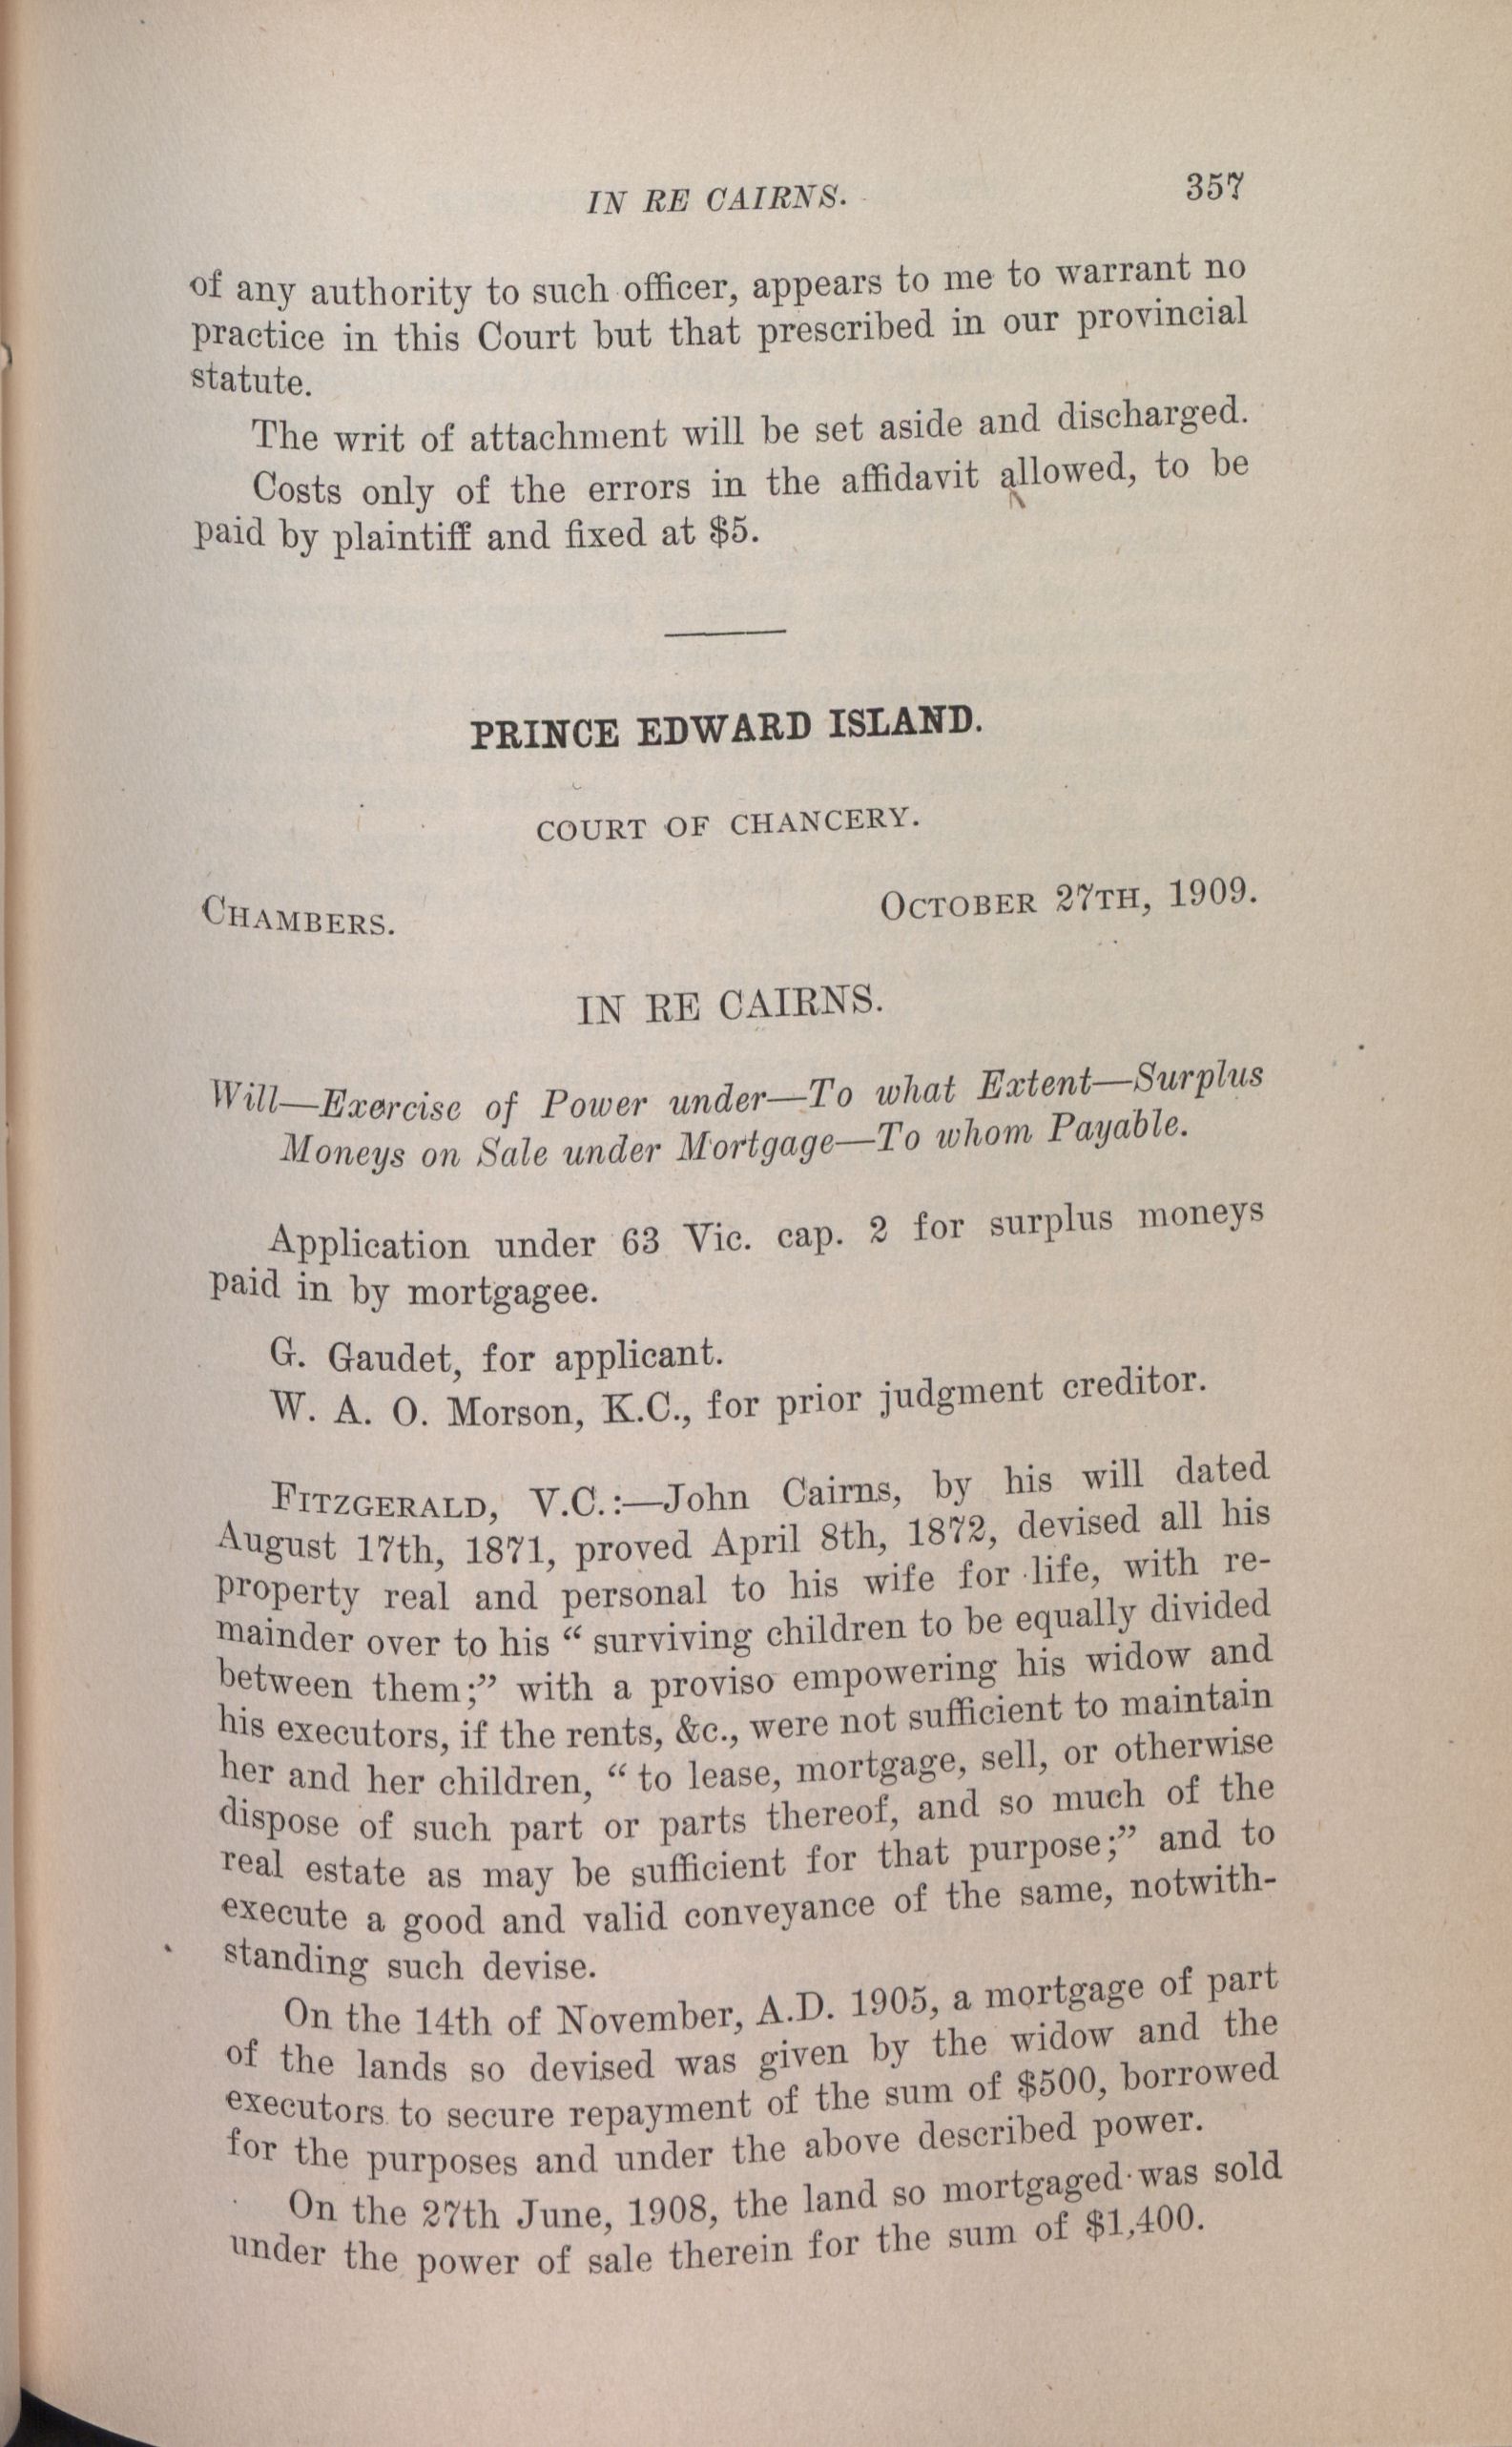 IN RE CAIRNS. 357
of any authority to such officer, appears to me to warrant no
practice in this Court but that prescribed in our provincial
statute.
The writ of attachment will be set aside and discharged.
Costs only of the errors in the affidavit allowed, to be
paid by plaintiff and fixed at $5.
PRINCE EDWARD ISLAND.
COURT OF CHANCERY.
CHAMBERS. OCTOBER 27TH, 1909.
IN RE CAIRNS.
Will—Exercise of Power under—To what Extent—Surplus
Moneys on Sale under Mortgage—To whom Payable.
Application under 63 Vic. cap. 2 for surplus moneys
paid in by mortgagee.
G. Gaudet, for applicant.
W. A. O. Morson, K.C., for prior judgment creditor.
FITZGERALD, V.C.:—John Cairns, by his will dated
August 17th, 1871, proved April 8th, 1872, devised all his
property real and personal to his wife for life, with re-
mainder over to his “ surviving children to be equally divided
between them;” with a proviso empowering his widow and
his executors, if the rents, &c., were not sufficient to maintain
her and her children, “ to lease, mortgage, sell, or otherwise
dispose of such part or parts thereof, and so much of the
real estate as may be sufficient for that purpose;” and to
execute a good and valid conveyance of the same, notwith-
standing such devise.
On the 14th of November, A.D. 1905, a mortgage of part
of the lands so devised was given by the widow and the
executors to secure repayment of the sum of $500, borrowed
for the purposes and under the above described power.
On the 27th June, 1908, the land so mortgaged was sold
under the power of sale therein for the sum of $1,400.